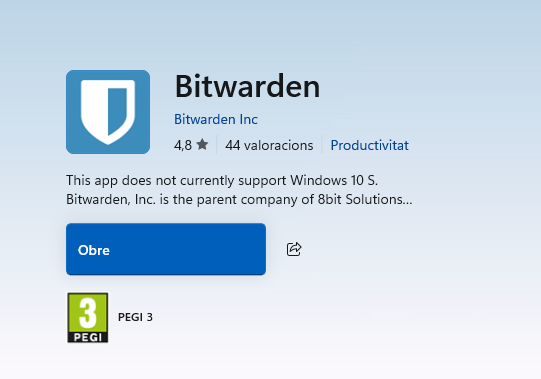 Bitwarden
Bitwarden Inc
4,8 ★ 44 valoracions Productivitat
This app does not currently support Windows 10 S.
Bitwarden, Inc. is the parent company of 8bit Solutions...
Obre
3
PEGI
PEGI 3